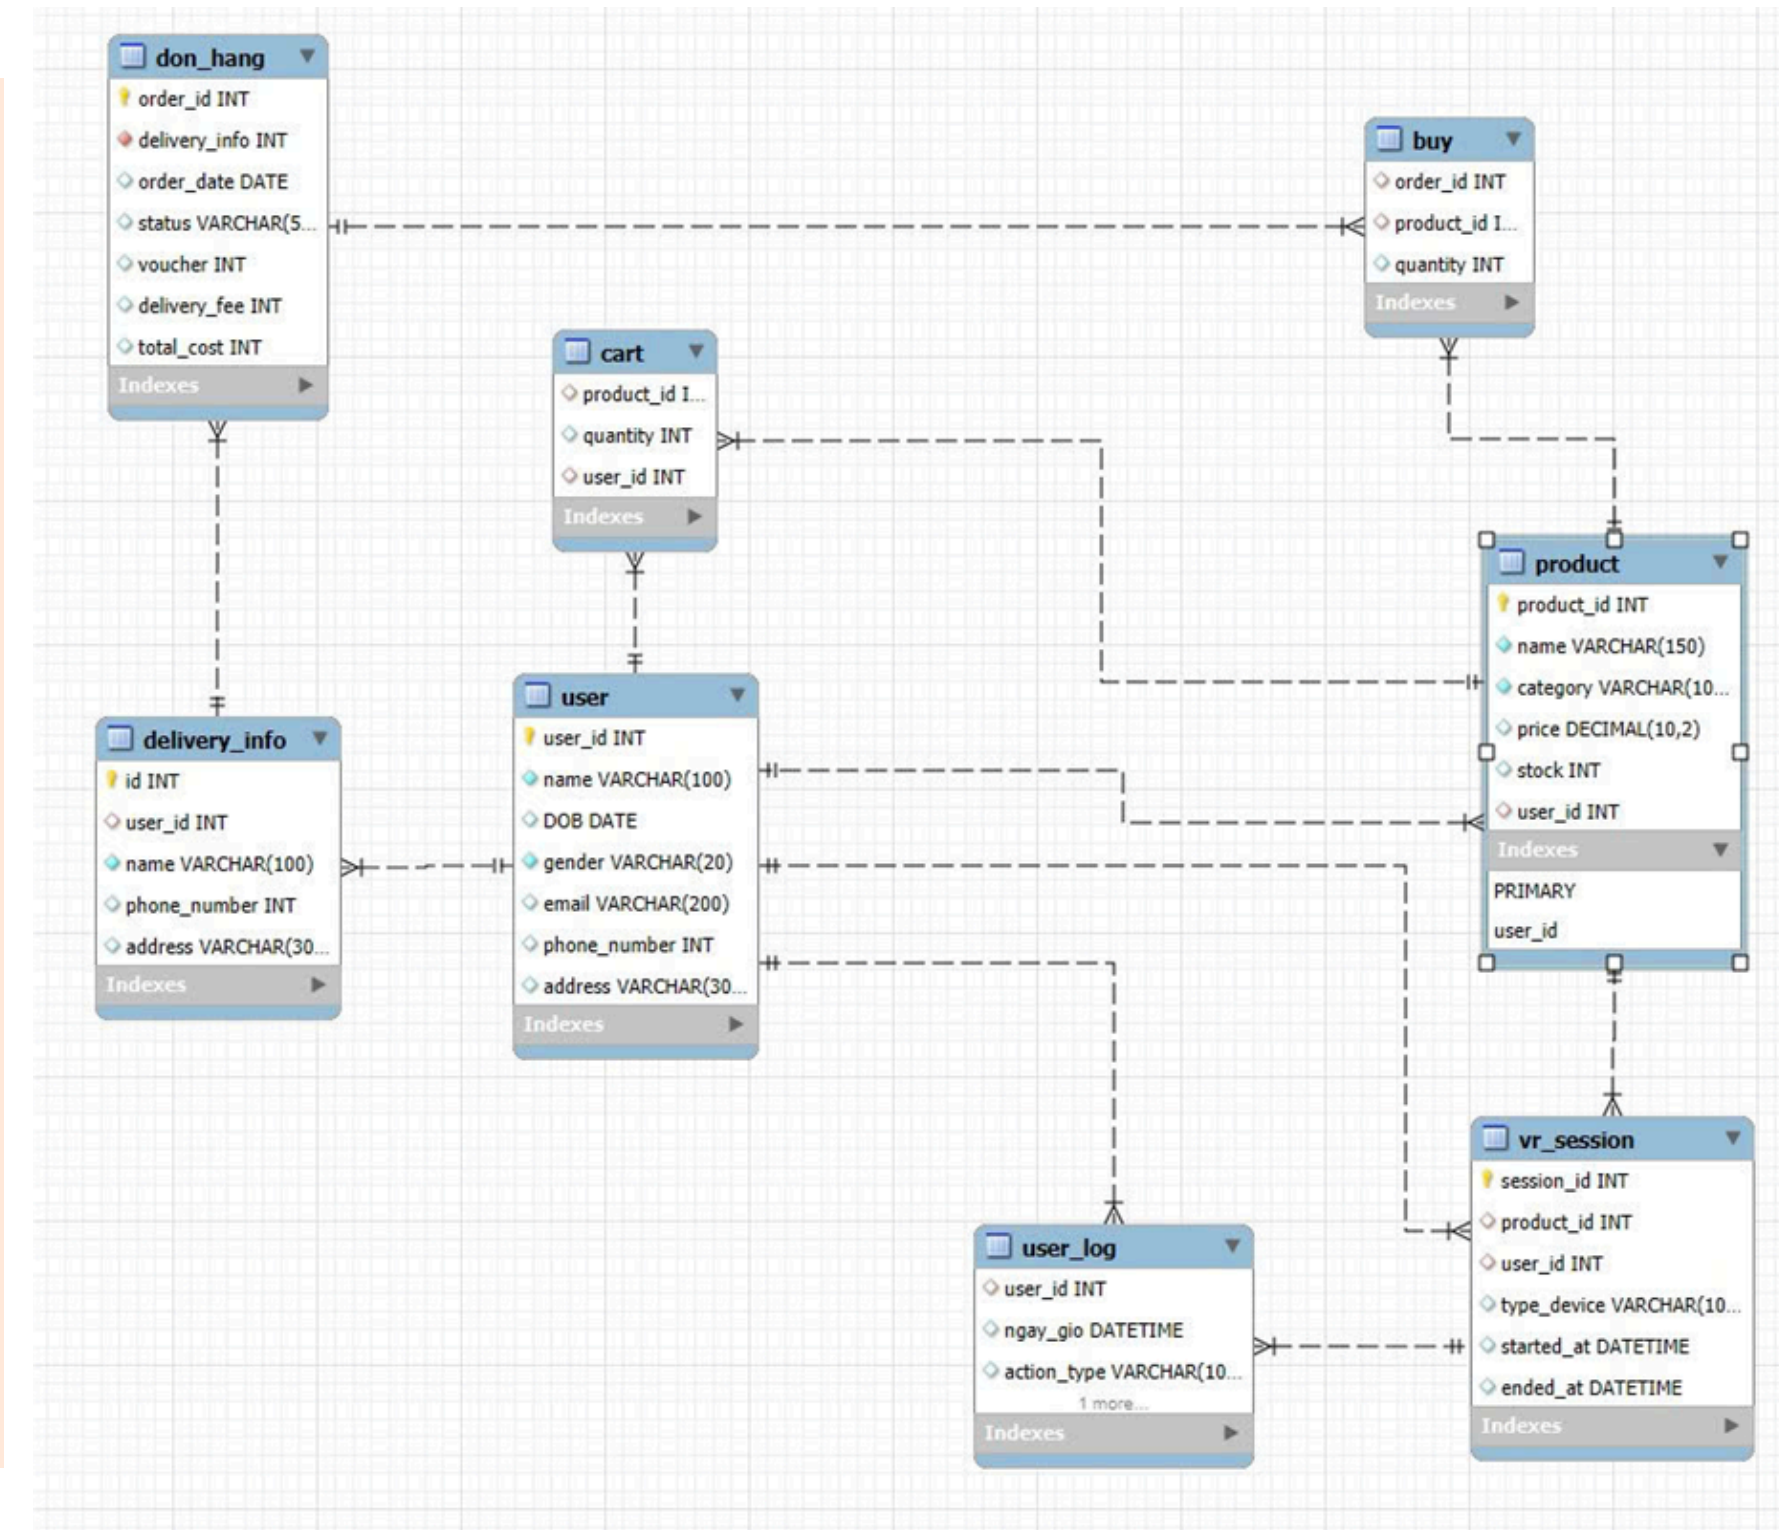 don_hang
order_id INT
delivery_info INT
order_date DATE
status VARCHAR(5...
voucher INT
delivery_fee INT
total_cost INT
Indexes
buy
order_id INT
product_id I...
quantity INT
Indexes
cart
product_id I...
quantity INT
user_id INT
Indexes
product
product_id INT
name VARCHAR(150)
category VARCHAR(10...
price DECIMAL(10,2)
stock INT
user_id INT
Indexes
PRIMARY
user_id
delivery_info
id INT
user_id INT
name VARCHAR(100)
phone_number INT
address VARCHAR(30...
Indexes
user
user_id INT
name VARCHAR(100)
DOB DATE
gender VARCHAR(20)
email VARCHAR(200)
phone_number INT
address VARCHAR(30...
Indexes
user_log
user_id INT
ngay_gio DATETIME
action_type VARCHAR(10...
1 more...
Indexes
vr_session
session_id INT
product_id INT
user_id INT
type_device VARCHAR(10...
started_at DATETIME
ended_at DATETIME
Indexes